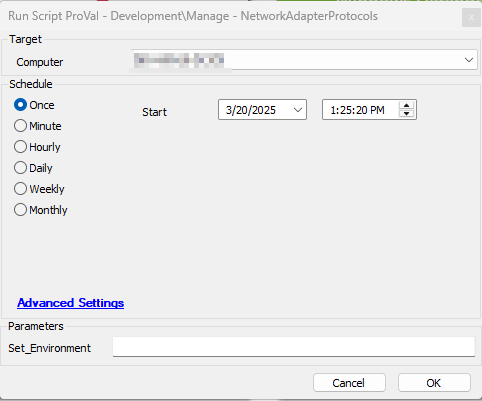 Run Script ProVal - Development\Manage - NetworkAdapterProtocols
x
Target
Computer
Schedule
Once
Start
3/20/2025
1:25:20 PM
Minute
Hourly
Daily
Weekly
Monthly
Advanced Settings
Parameters
Set_Environment
Cancel
OK